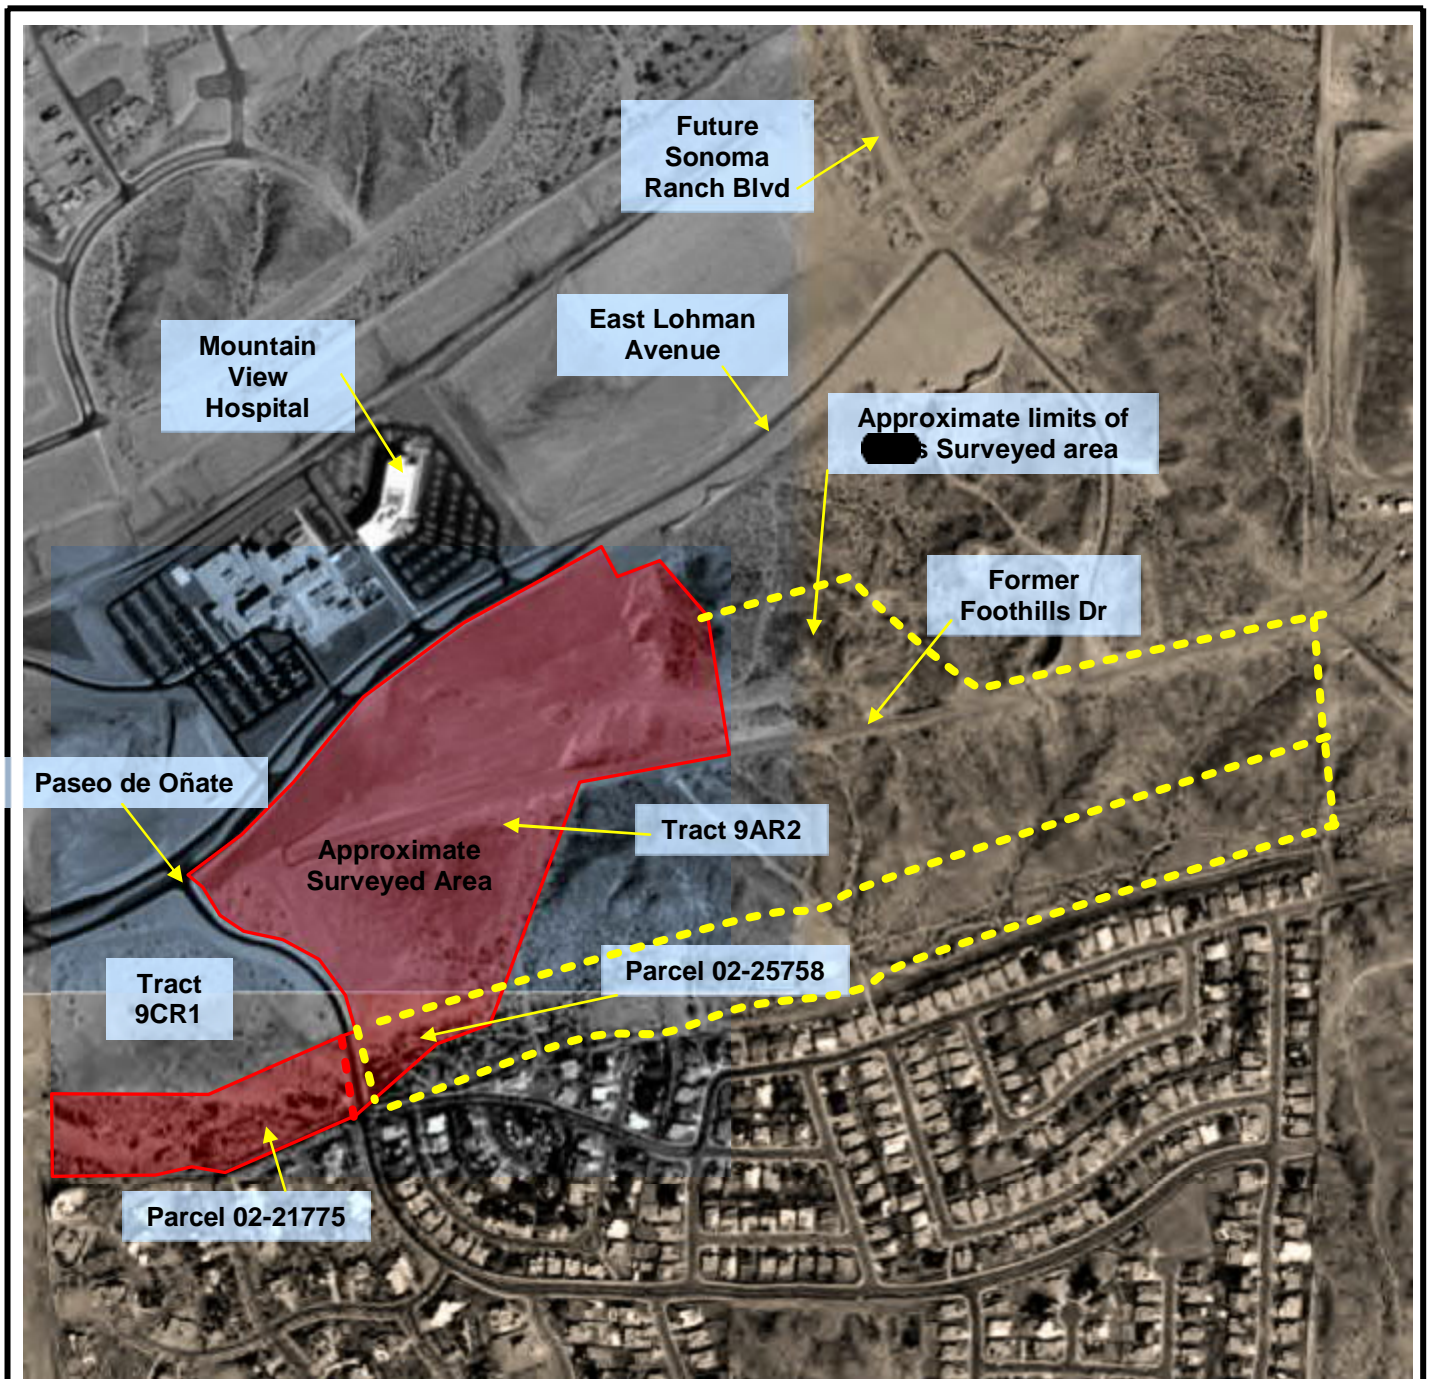 Future
Sonoma
Ranch Blvd
East Lohman
Avenue
Mountain
View
Hospital
Approximate limits of
s Surveyed area
Former
Foothills Dr
Paseo de Oñate
Tract 9AR2
Approximate
Surveyed Area
Parcel 02-25758
Tract
9CR1
Parcel 02-21775